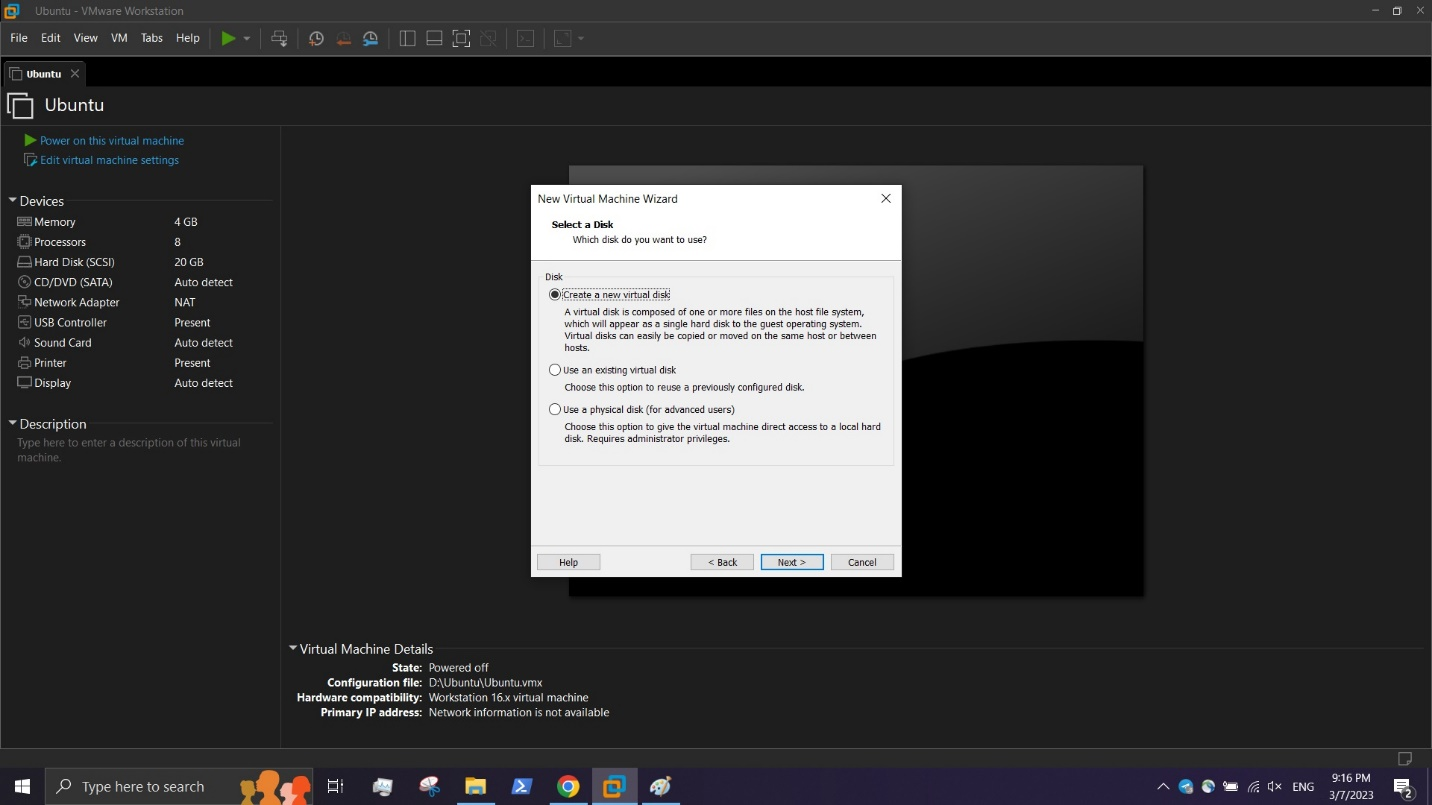 Ubuntu - VMware Workstation
File Edit View VM Tabs Help
Ubuntu
Ubuntu
Power on this virtual machine
Edit virtual machine settings
Devices
Memory 4 GB
Processors 8
Hard Disk (SCSI) 20 GB
CD/DVD (SATA) Auto detect
Network Adapter NAT
USB Controller Present
Sound Card Auto detect
Printer Present
Display Auto detect
Description
Type here to enter a description of this virtual
machine.
New Virtual Machine Wizard
Select a Disk
Which disk do you want to use?
Disk
Create a new virtual disk
A virtual disk is composed of one or more files on the host file system,
which will appear as a single hard disk to the guest operating system.
Virtual disks can easily be copied or moved on the same host or between
hosts.
Use an existing virtual disk
Choose this option to reuse a previously configured disk.
Use a physical disk (for advanced users)
Choose this option to give the virtual machine direct access to a local hard
disk. Requires administrator privileges.
Help < Back Next > Cancel
Virtual Machine Details
State: Powered off
Configuration file: D:\Ubuntu\Ubuntu.vmx
Hardware compatibility: Workstation 16.x virtual machine
Primary IP address: Network information is not available
Type here to search
ENG
9:16 PM
3/7/2023
2